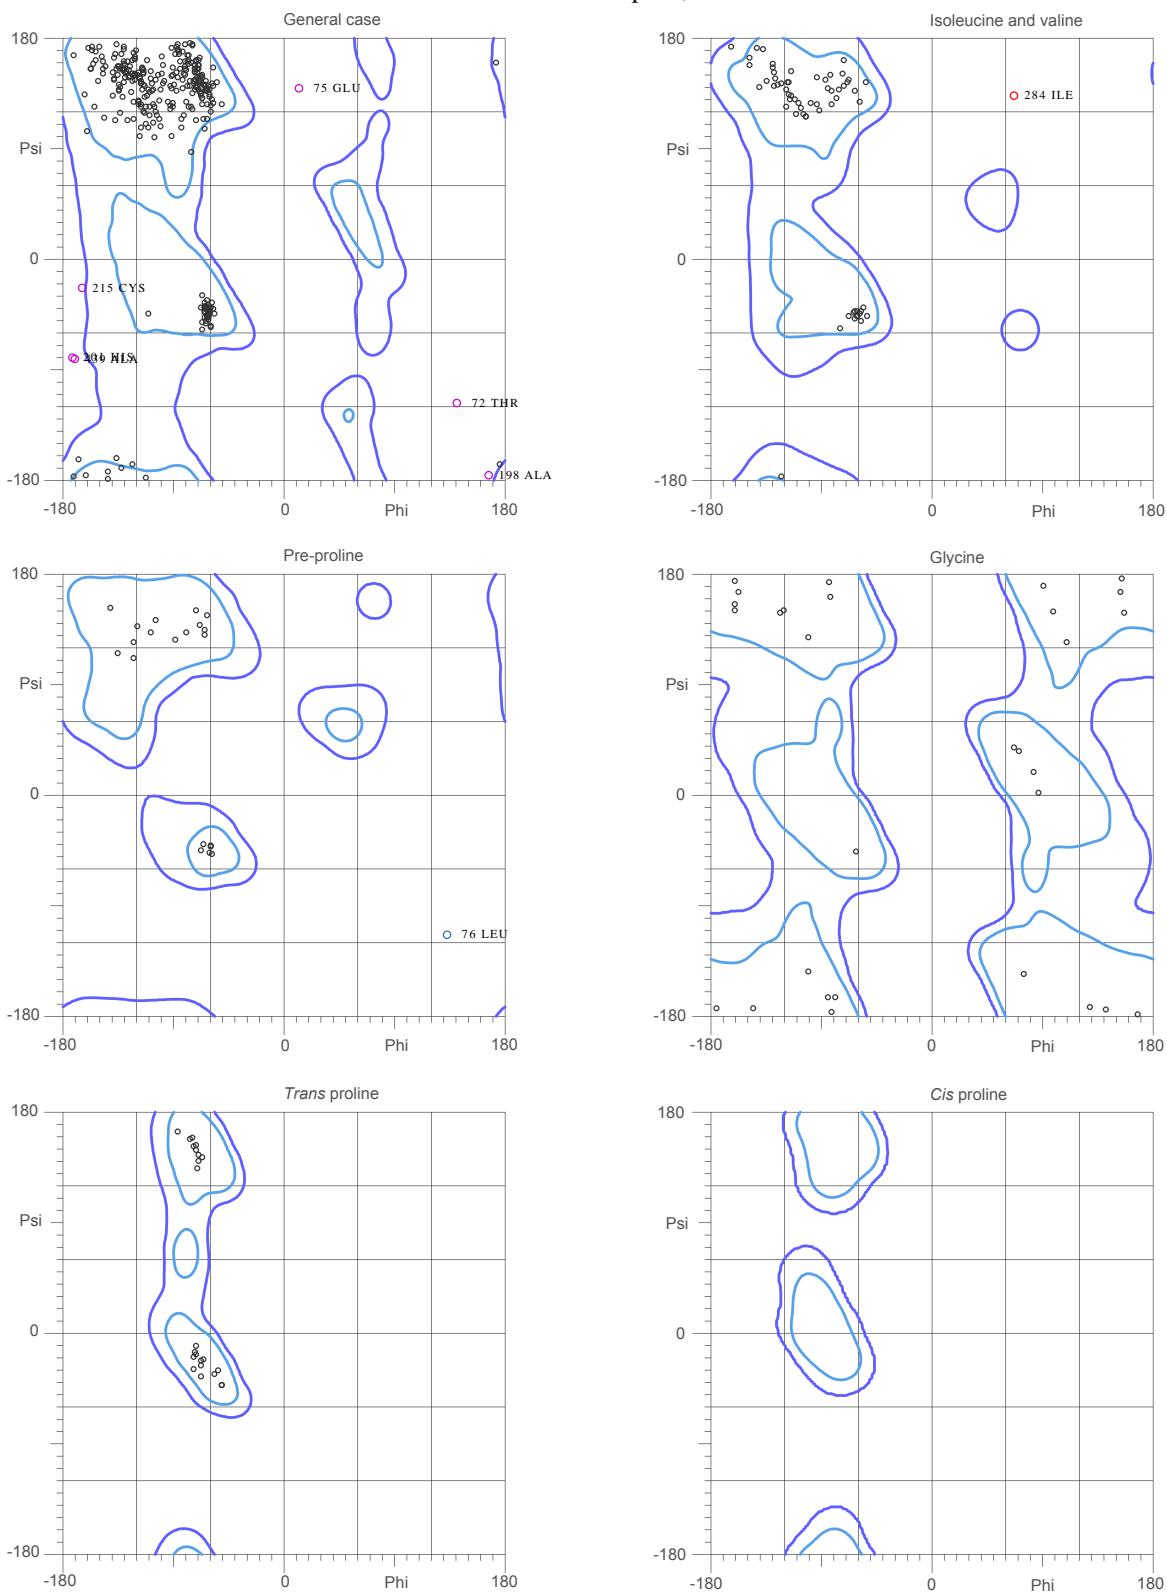 General case
180
Psi
0
-180
-180
0
Phi
180
75 GLU
215 CYS
72 THR
198 ALA
Isoleucine and valine
180
Psi
0
-180
-180
0
Phi
180
284 ILE
Pre-proline
180
Psi
0
-180
-180
0
Phi
180
76 LEU
Glycine
180
Psi
0
-180
-180
0
Phi
180
Trans proline
180
Psi
0
-180
-180
0
Phi
180
Cis proline
180
Psi
0
-180
-180
0
Phi
180